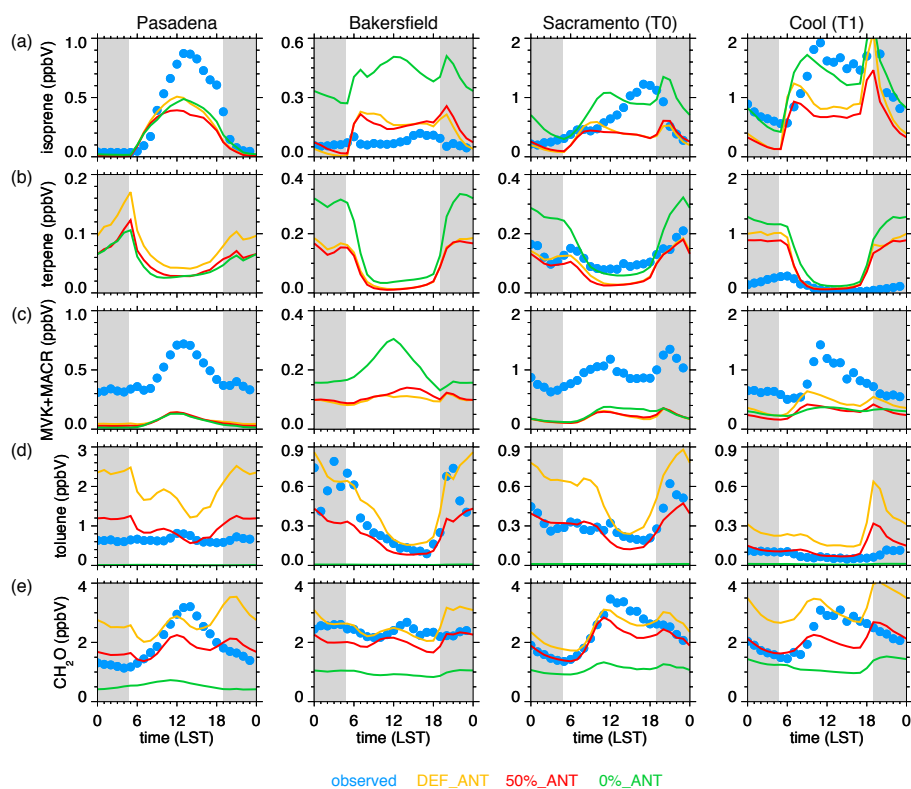 Pasadena Bakersfield Sacramento (T0) Cool (T1)
(a) isoprene (ppbV) 1.0 0.5 0.0 0.6 0.3 0.0 2 1 0 2 1 0
(b) terpene (ppbV) 0.2 0.1 0.0 0.4 0.2 0.0 0.4 0.2 0.0 2 1 0
(c) MVK+MACR (ppbV) 1.0 0.5 0.0 0.4 0.2 0.0 2 1 0 2 1 0
(d) toluene (ppbV) 3 2 1 0 0.9 0.6 0.3 0.0 0.9 0.6 0.3 0.0 0.9 0.6 0.3 0.0
(e) CH2O (ppbV) 4 2 0 4 2 0 4 2 0 4 2 0
0 6 12 18 0 0 6 12 18 0 0 6 12 18 0 0 6 12 18 0
time (LST) time (LST) time (LST) time (LST)
observed DEF_ANT 50%_ANT 0%_ANT